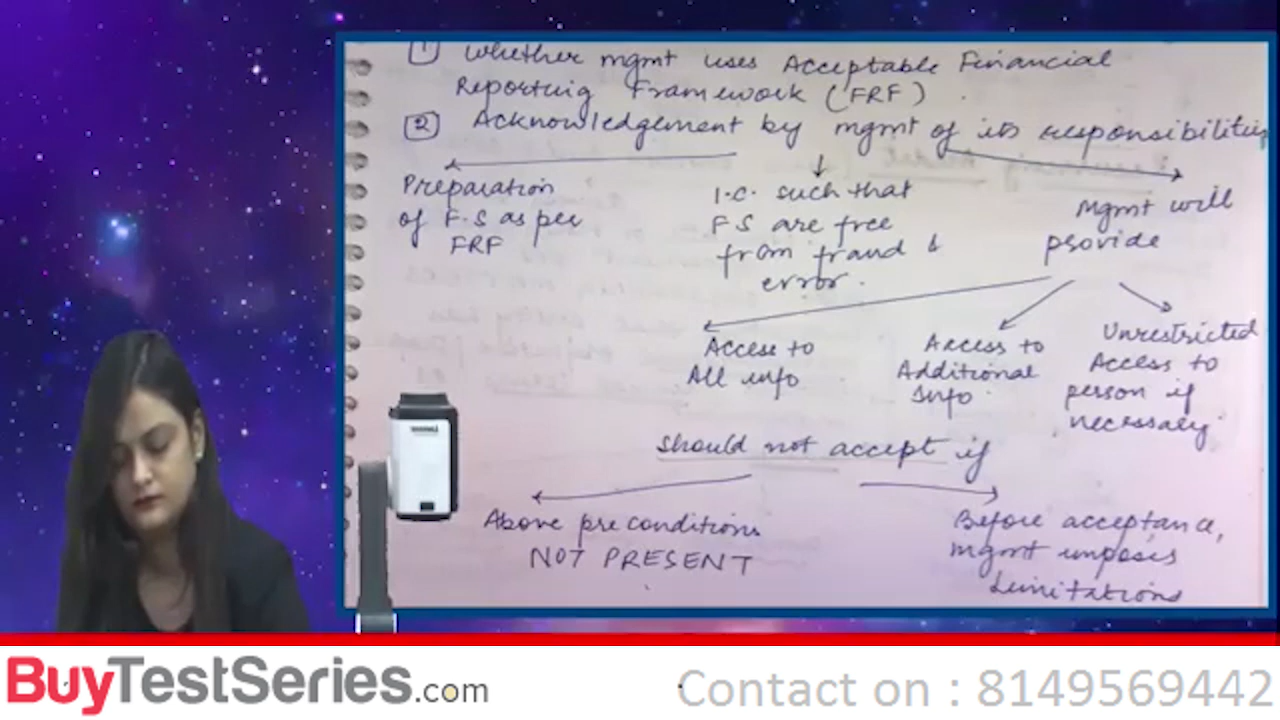 1 Whether mgmt uses Acceptable Financial
Reporting Framework (FRF).
2 Acknowledgement by mgmt of its responsibilities
Preparation
of F.S as per
FRF
I.C. such that
F S are free
from fraud &
error.
Mgmt will
provide
Access to
All info
Access to
Additional
Info
Unrestricted
Access to
person if
necessary
Should not accept if
Above preconditions
NOT PRESENT
Before acceptance,
mgmt imposes
Limitations
BuyTestSeries.com
Contact on : 8149569442